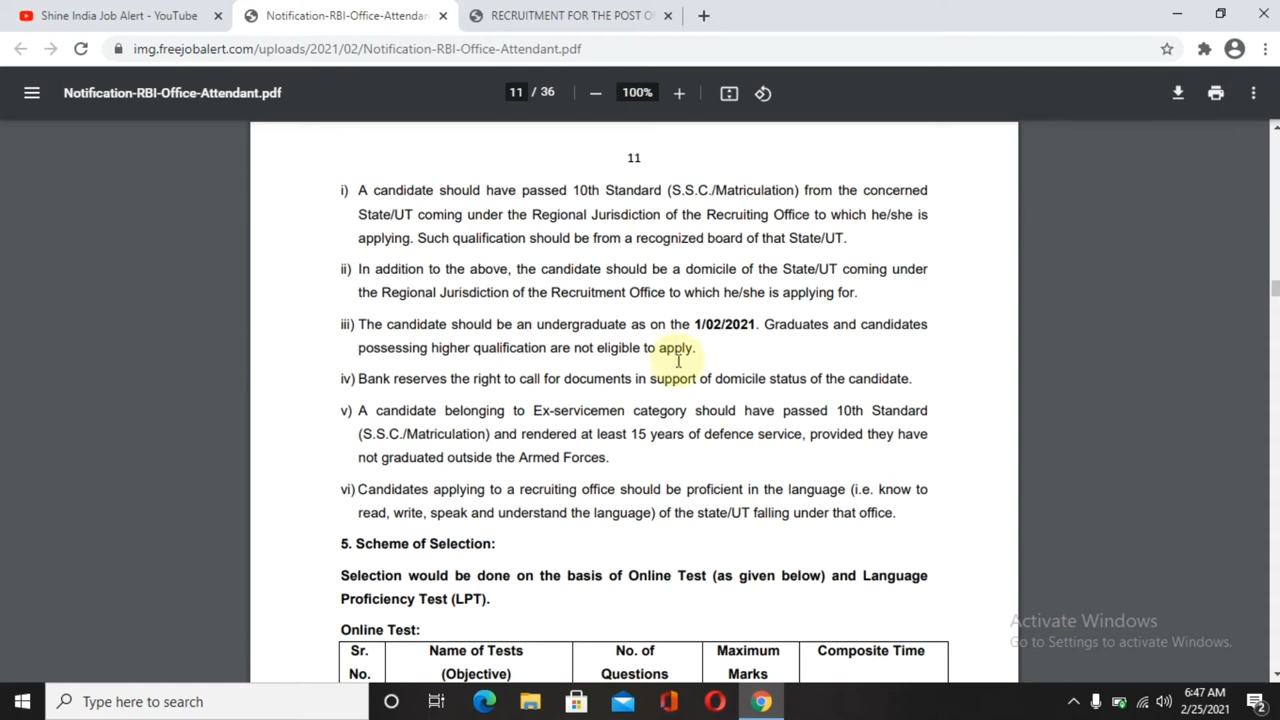 Shine India Job Alert - YouTube
Notification-RBI-Office-Attendan
RECRUITMENT FOR THE POST O
img.freejobalert.com/uploads/2021/02/Notification-RBI-Office-Attendant.pdf
Notification-RBI-Office-Attendant.pdf
11 / 36
100%
11
i) A candidate should have passed 10th Standard (S.S.C./Matriculation) from the concerned
State/UT coming under the Regional Jurisdiction of the Recruiting Office to which he/she is
applying. Such qualification should be from a recognized board of that State/UT.
ii) In addition to the above, the candidate should be a domicile of the State/UT coming under
the Regional Jurisdiction of the Recruitment Office to which he/she is applying for.
iii) The candidate should be an undergraduate as on the 1/02/2021. Graduates and candidates
possessing higher qualification are not eligible to apply.
iv) Bank reserves the right to call for documents in support of domicile status of the candidate.
v) A candidate belonging to Ex-servicemen category should have passed 10th Standard
(S.S.C./Matriculation) and rendered at least 15 years of defence service, provided they have
not graduated outside the Armed Forces.
vi) Candidates applying to a recruiting office should be proficient in the language (i.e. know to
read, write, speak and understand the language) of the state/UT falling under that office.
5. Scheme of Selection:
Selection would be done on the basis of Online Test (as given below) and Language
Proficiency Test (LPT).
Online Test:
Sr. No.
Name of Tests (Objective)
No. of Questions
Maximum Marks
Composite Time
Activate Windows
Go to Settings to activate Windows.
Type here to search
6:47 AM
2/25/2021
2